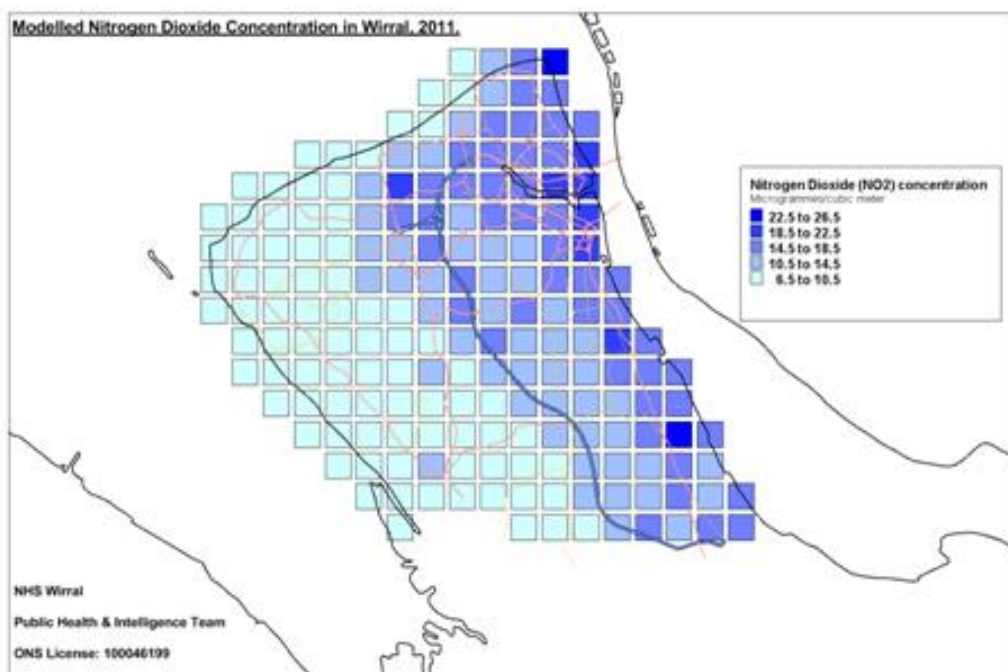 Modelled Nitrogen Dioxide Concentration in Wirral, 2011.
Nitrogen Dioxide (NO2) concentration
Microgrammes/cubic meter
22.5 to 26.5
18.5 to 22.5
14.5 to 18.5
10.5 to 14.5
6.5 to 10.5
NHS Wirral
Public Health & Intelligence Team
ONS License: 100046199